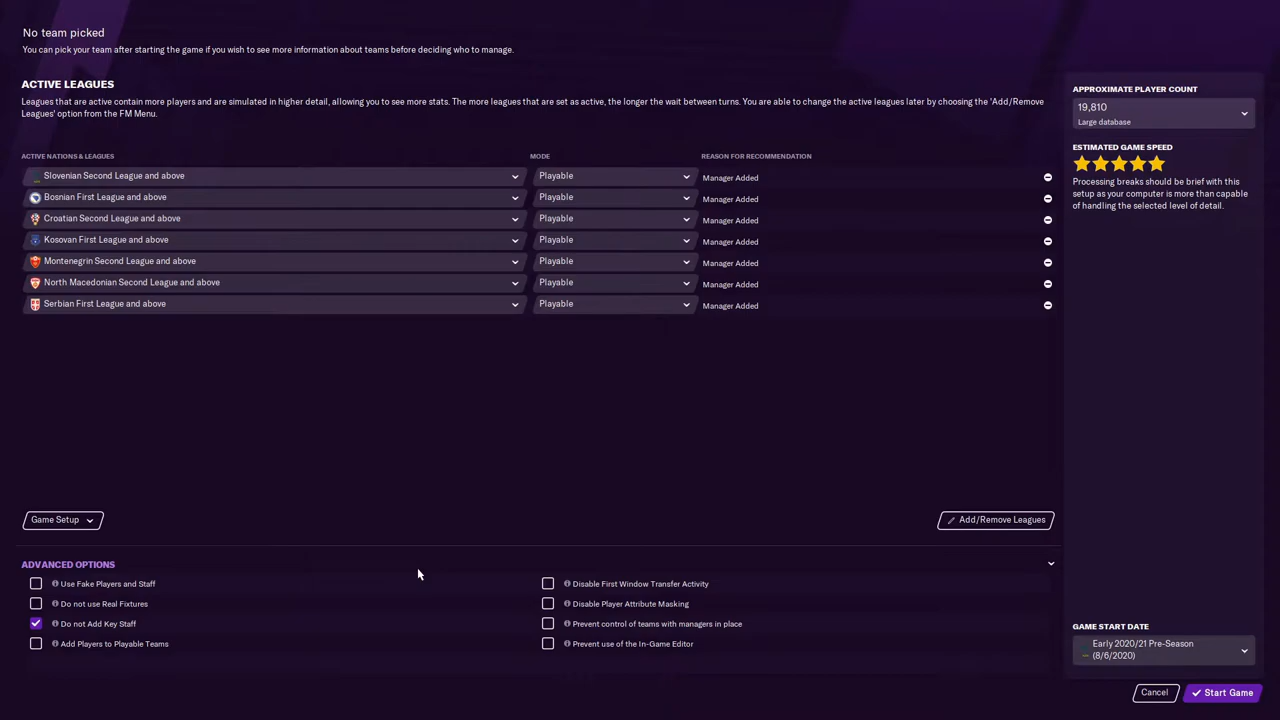 No team picked
You can pick your team after starting the game if you wish to see more information about teams before deciding who to manage.
ACTIVE LEAGUES
Leagues that are active contain more players and are simulated in higher detail, allowing you to see more stats. The more leagues that are set as active, the longer the wait between turns. You are able to change the active leagues later by choosing the 'Add/Remove
Leagues' option from the FM Menu.
ACTIVE NATIONS & LEAGUES MODE REASON FOR RECOMMENDATION
Slovenian Second League and above Playable Manager Added
Bosnian First League and above Playable Manager Added
Croatian Second League and above Playable Manager Added
Kosovan First League and above Playable Manager Added
Montenegrin Second League and above Playable Manager Added
North Macedonian Second League and above Playable Manager Added
Serbian First League and above Playable Manager Added
Game Setup
Add/Remove Leagues
ADVANCED OPTIONS
Use Fake Players and Staff
Do not use Real Fixtures
Do not Add Key Staff
Add Players to Playable Teams
Disable First Window Transfer Activity
Disable Player Attribute Masking
Prevent control of teams with managers in place
Prevent use of the In-Game Editor
APPROXIMATE PLAYER COUNT
19,810
Large database
ESTIMATED GAME SPEED
Processing breaks should be brief with this
setup as your computer is more than capable
of handling the selected level of detail.
GAME START DATE
Early 2020/21 Pre-Season
(8/6/2020)
Cancel
Start Game